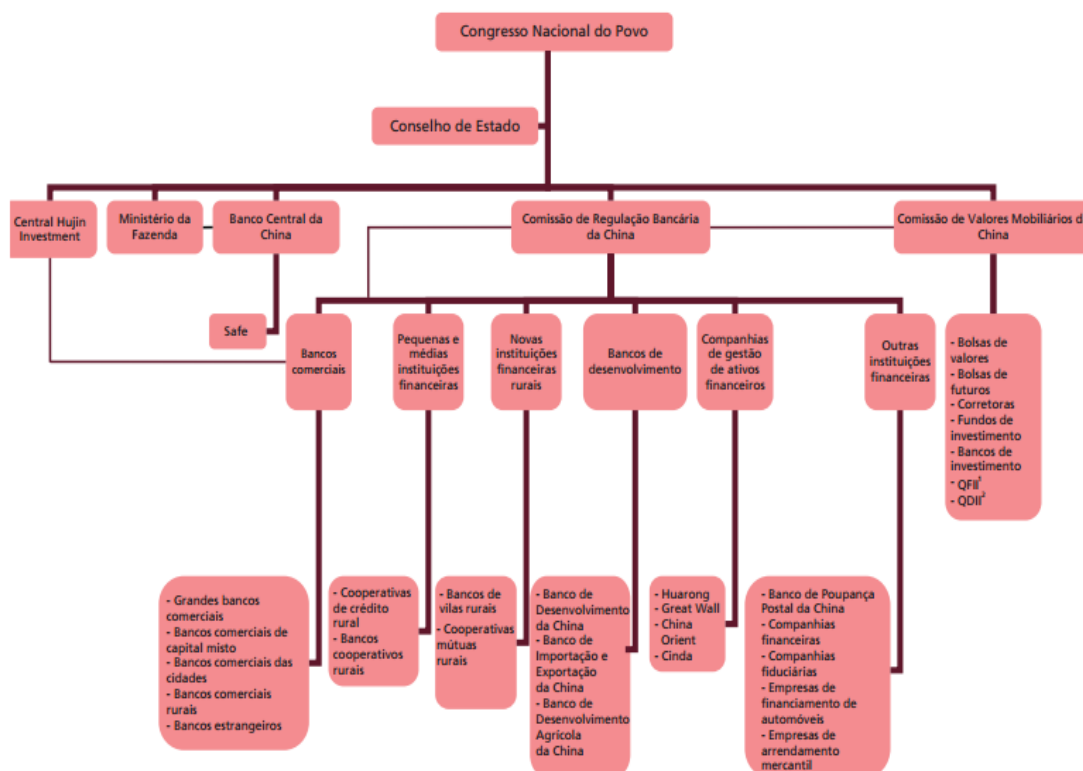 Congresso Nacional do Povo
Conselho de Estado
Central Hujin
Investment
Ministério da
Fazenda
Banco Central da
China
Comissão de Regulação Bancária
da China
Comissão de Valores Mobiliários d
China
Safe
Bancos
comerciais
Pequenas e
médias
instituições
financeiras
Novas
instituições
financeiras
rurais
Bancos de
desenvolvimento
Companhias
de gestão
de ativos
financeiros
Outras
instituições
financeiras
- Bolsas de
valores
- Bolsas de
futuros
- Corretoras
- Fundos de
investimento
- Bancos de
investimento
- QFII¹
- QDII²
- Grandes bancos
comerciais
- Bancos comerciais de
capital misto
- Bancos comerciais das
cidades
- Bancos comerciais
rurais
- Bancos estrangeiros
- Cooperativas
de crédito
rural
- Bancos
cooperativos
rurais
- Bancos de
vilas rurais
- Cooperativas
mútuas
rurais
- Banco de
Desenvolvimento
da China
- Banco de
Importação e
Exportação
da China
- Banco de
Desenvolvimento
Agrícola
da China
- Huarong
- Great Wall
- China
Orient
- Cinda
- Banco de Poupança
Postal da China
- Companhias
financeiras
- Companhias
fiduciárias
- Empresas de
financiamento de
automóveis
- Empresas de
arrendamento
mercantil